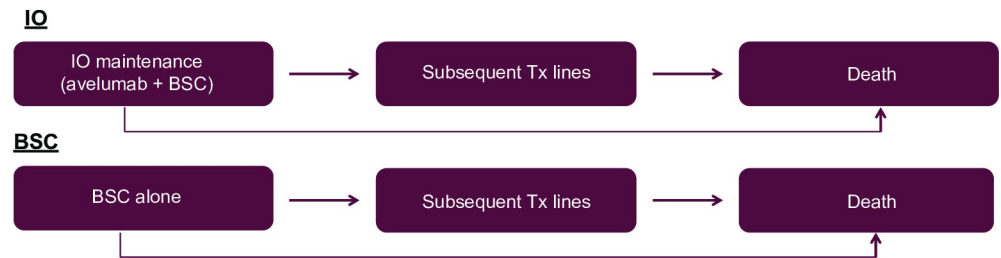 IO
IO maintenance
(avelumab + BSC)
Subsequent Tx lines
Death
BSC
BSC alone
Subsequent Tx lines
Death